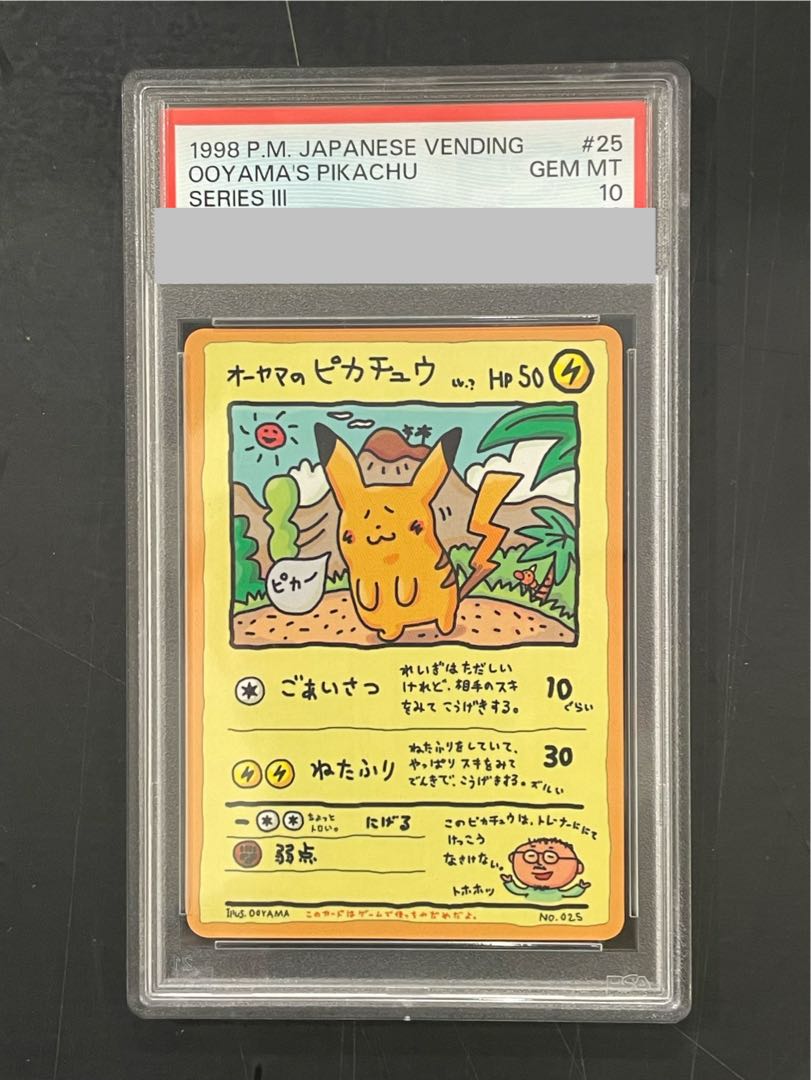 1998 P.M. JAPANESE VENDING #25
OOYAMA'S PIKACHU GEM MT
SERIES III 10
オーヤマの ピカチュウ Lv.? HP 50
ピカー
ごあいさつ
れいぎはただしい
けれど、相手のスキ
をみて こうげきする。
10
ぐらい
ねたふり
ねたふりをしていて、
やっぱり スキをみて
でんきで、こうげきする。ズルい
30
ー
ちょっと
トロい。
にげる
弱点
このピカチュウは、トレーナーににて
けっこう
なさけない。
トホホッ
Illus. OOYAMA このカードはゲームで使っちゃだめだよ。 NO. 025
PSA